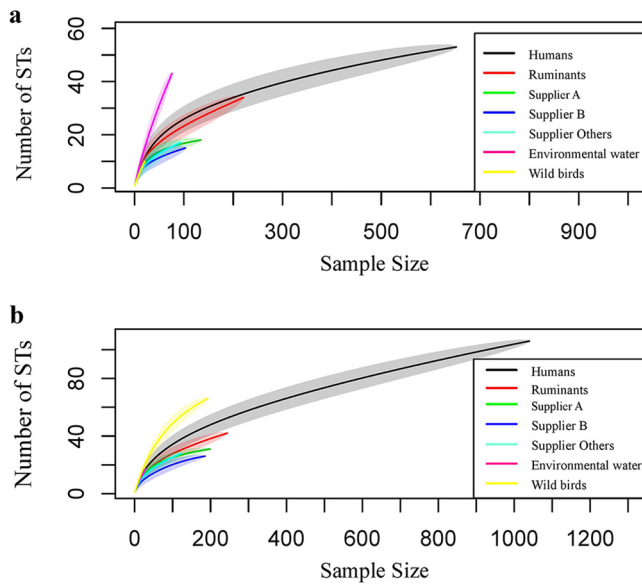 a
Number of STs
60
40
20
0
Humans
Ruminants
Supplier A
Supplier B
Supplier Others
Environmental water
Wild birds
0 100 300 500 700 900
Sample Size
b
Number of STs
80
40
0
Humans
Ruminants
Supplier A
Supplier B
Supplier Others
Environmental water
Wild birds
0 200 400 600 800 1000 1200
Sample Size